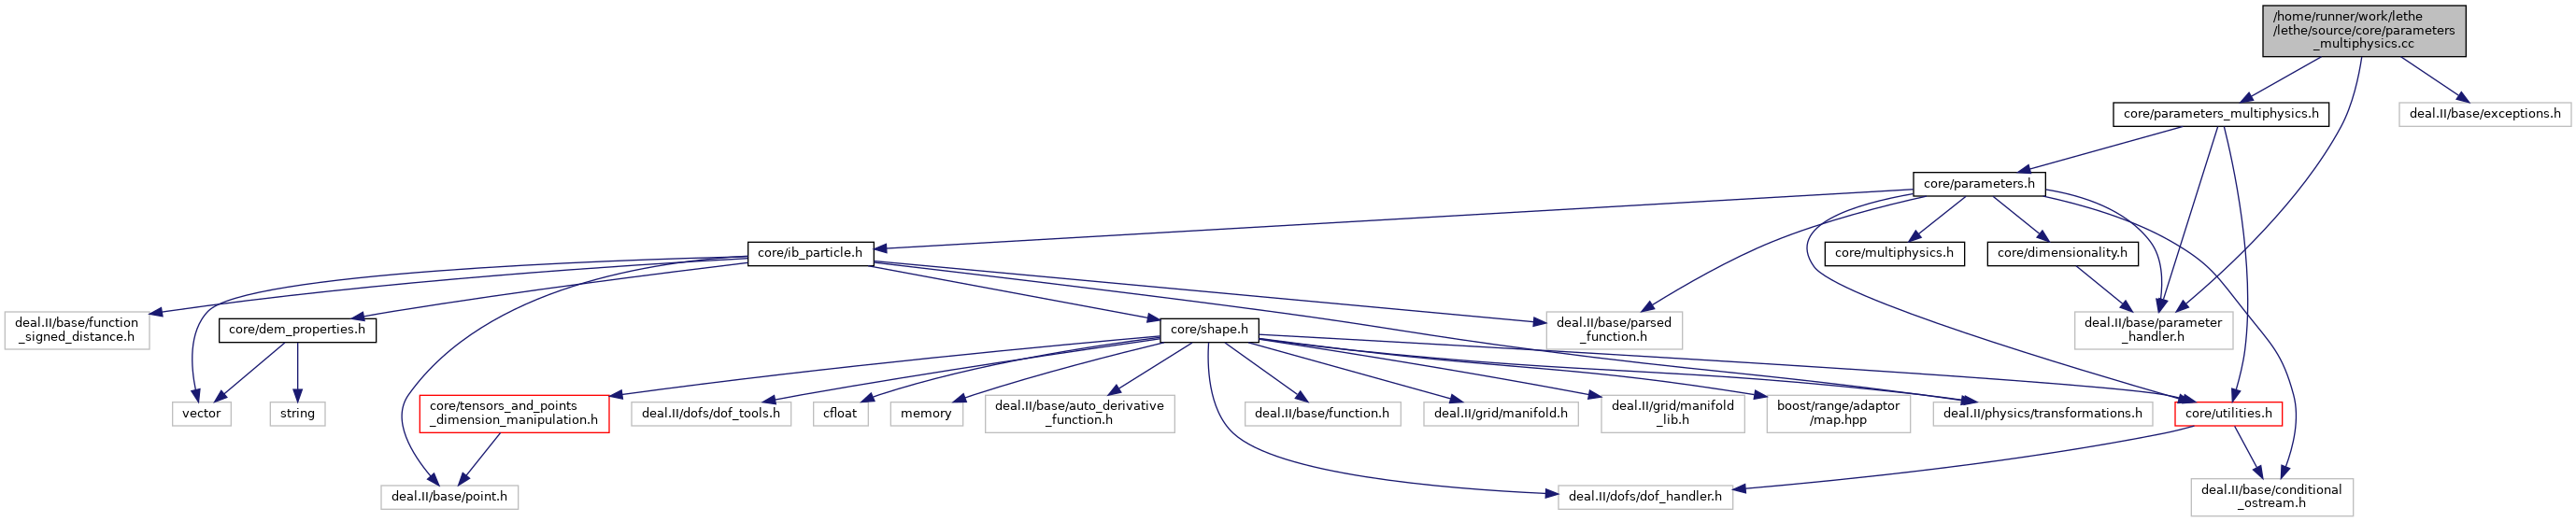 /home/runner/work/lethe
/lethe/source/core/parameters
_multiphysics.cc
core/parameters_multiphysics.h
deal.II/base/exceptions.h
core/parameters.h
core/ib_particle.h
core/multiphysics.h
core/dimensionality.h
deal.II/base/function
_signed_distance.h
core/dem_properties.h
core/shape.h
deal.II/base/parsed
_function.h
deal.II/base/parameter
_handler.h
vector
string
core/tensors_and_points
_dimension_manipulation.h
deal.II/dofs/dof_tools.h
cfloat
memory
deal.II/base/auto_derivative
_function.h
deal.II/base/function.h
deal.II/grid/manifold.h
deal.II/grid/manifold
_lib.h
boost/range/adaptor
/map.hpp
deal.II/physics/transformations.h
core/utilities.h
deal.II/base/point.h
deal.II/dofs/dof_handler.h
deal.II/base/conditional
_ostream.h